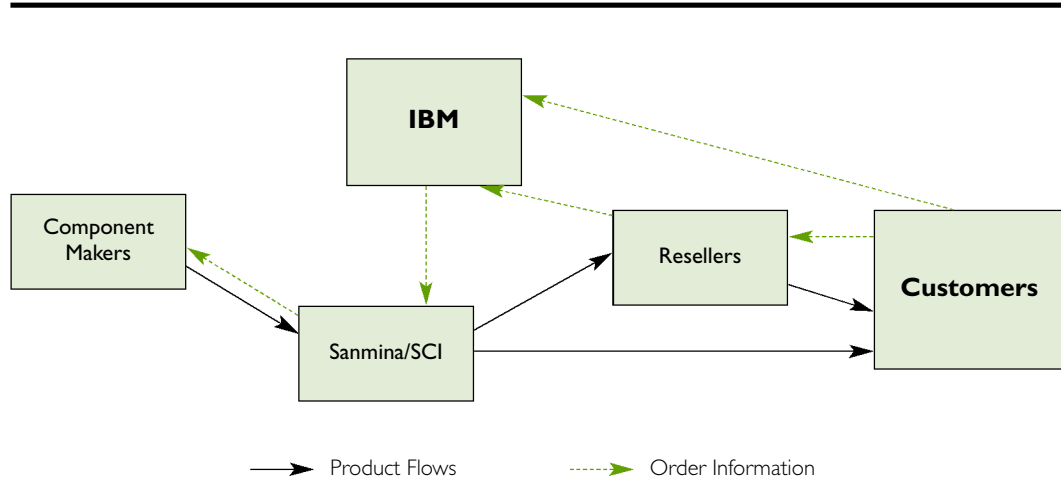 IBM
Component
Makers
Resellers
Customers
Sanmina/SCI
Product Flows
Order Information